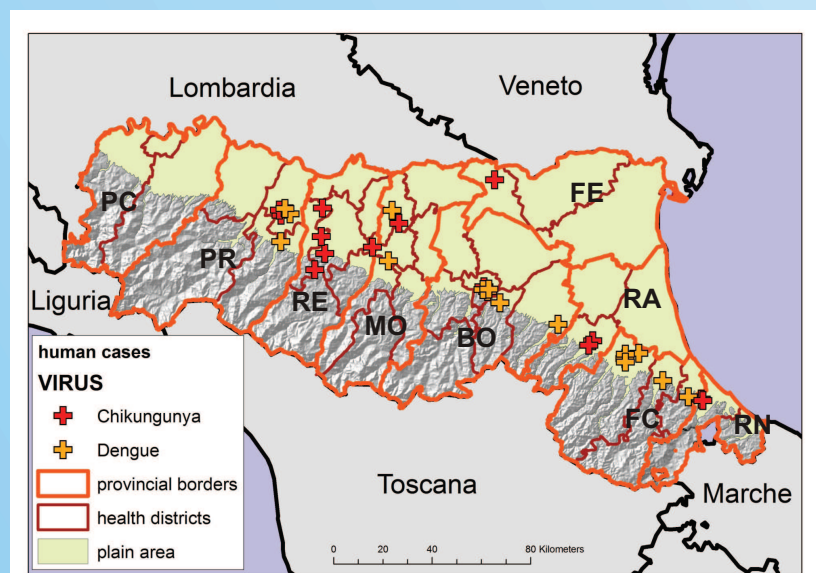 Lombardia
Veneto
PC
FE
PR
Liguria
RE
RA
MO
BO
FC
RN
Toscana
Marche
human cases
VIRUS
Chikungunya
Dengue
provincial borders
health districts
plain area
0 20 40 80 Kilometers